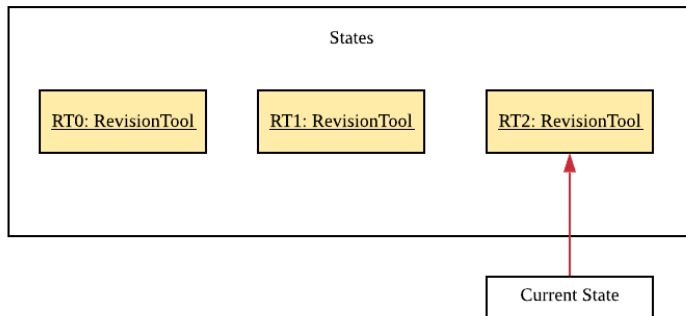 States
RT0: RevisionTool
RT1: RevisionTool
RT2: RevisionTool
Current State